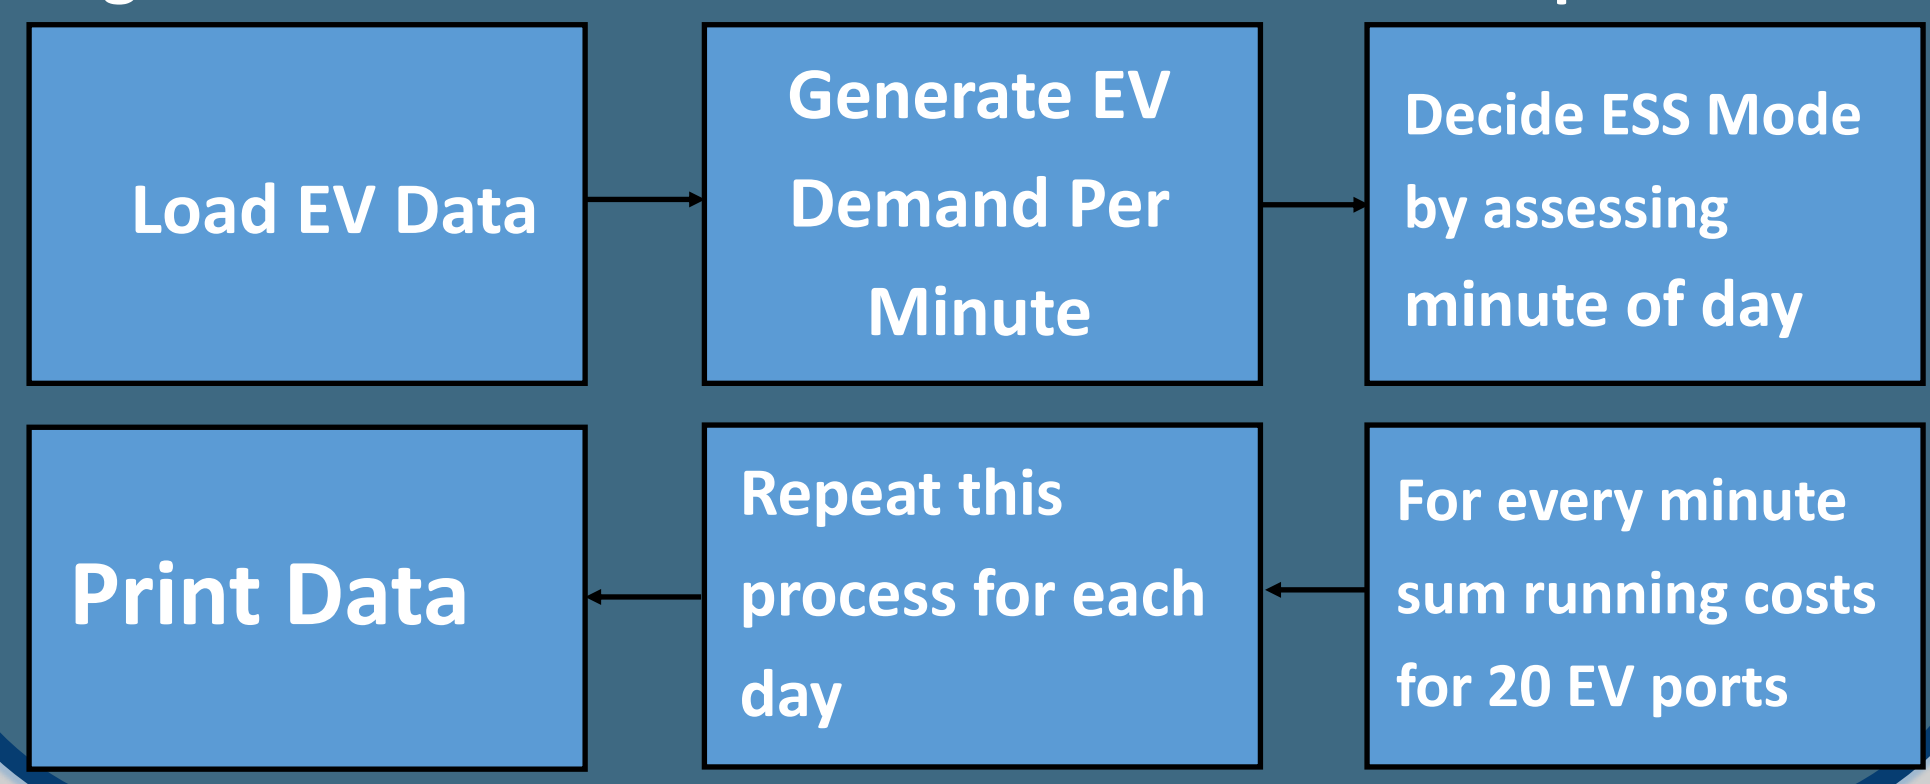 Load EV Data
Generate EV
Demand Per
Minute
Decide ESS Mode
by assessing
minute of day
For every minute
sum running costs
for 20 EV ports
Repeat this
process for each
day
Print Data